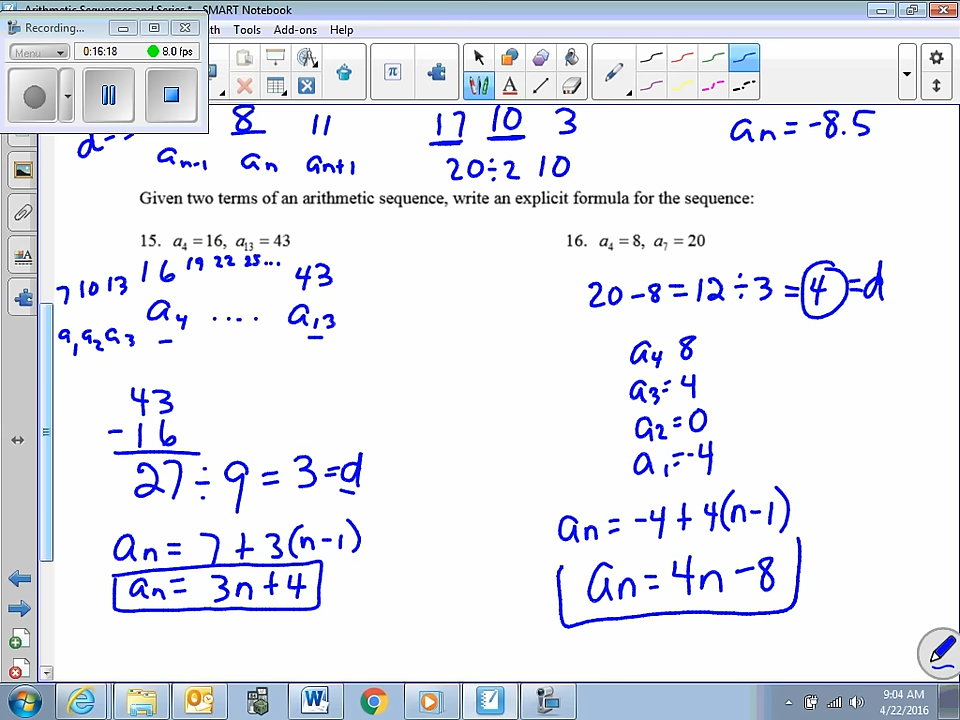 Arithmetic Sequences and Series * - SMART Notebook
Recording...
Menu 0:16:18 8.0 fps
th Tools Add-ons Help
π
A
8 11 17 10 3 an = -8.5
an-1 an an+1 20÷2 10
Given two terms of an arithmetic sequence, write an explicit formula for the sequence:
15. a4 = 16, a13 = 43
16. a4 = 8, a7 = 20
7 10 13 16 19 22 25 ... 43
a1 a2 a3 a4 .... a13
43
-16
27 ÷ 9 = 3 = d
an = 7 + 3(n-1)
an = 3n+4
20-8 = 12 ÷ 3 = 4 = d
a4 8
a3 = 4
a2 = 0
a1 = -4
an = -4 + 4(n-1)
an = 4n - 8
9:04 AM
4/22/2016